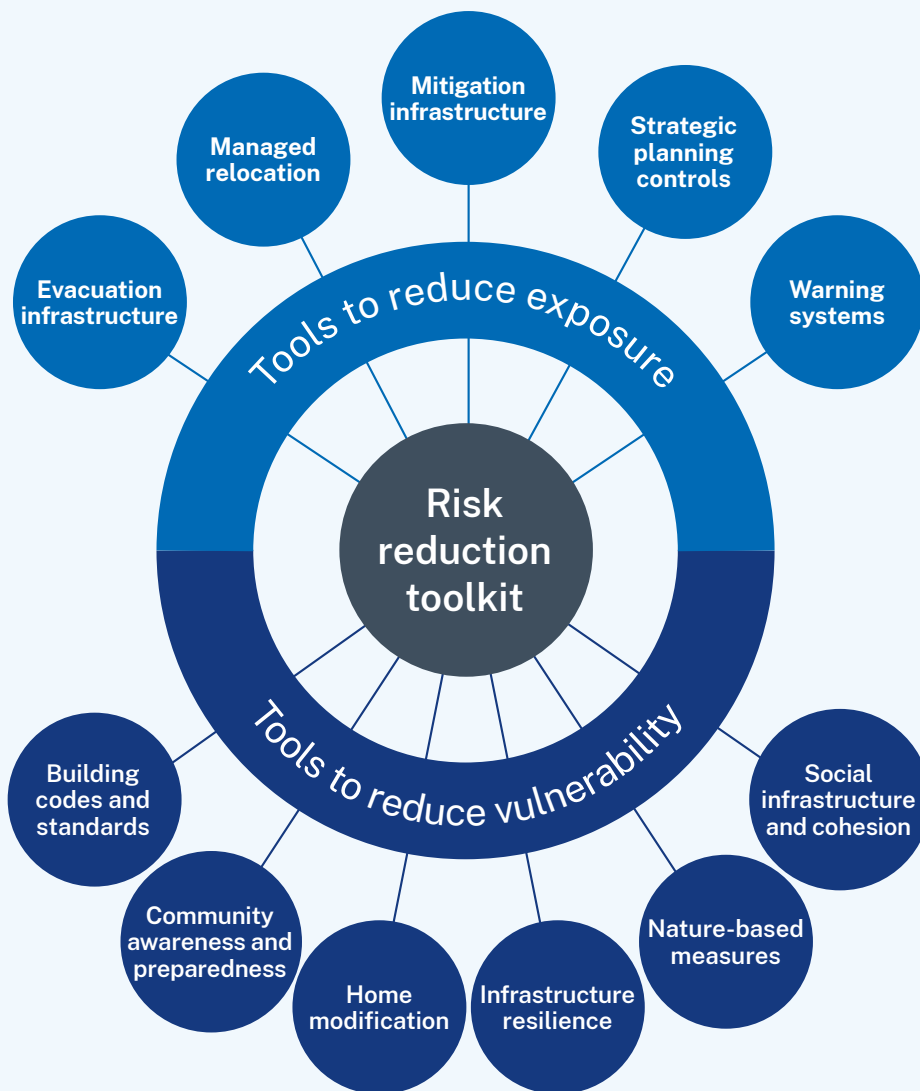 Mitigation
infrastructure
Managed
relocation
Strategic
planning
controls
Evacuation
infrastructure
Warning
systems
Tools to reduce exposure
Risk
reduction
toolkit
Tools to reduce vulnerability
Building
codes and
standards
Social
infrastructure
and cohesion
Community
awareness and
preparedness
Nature-based
measures
Home
modification
Infrastructure
resilience